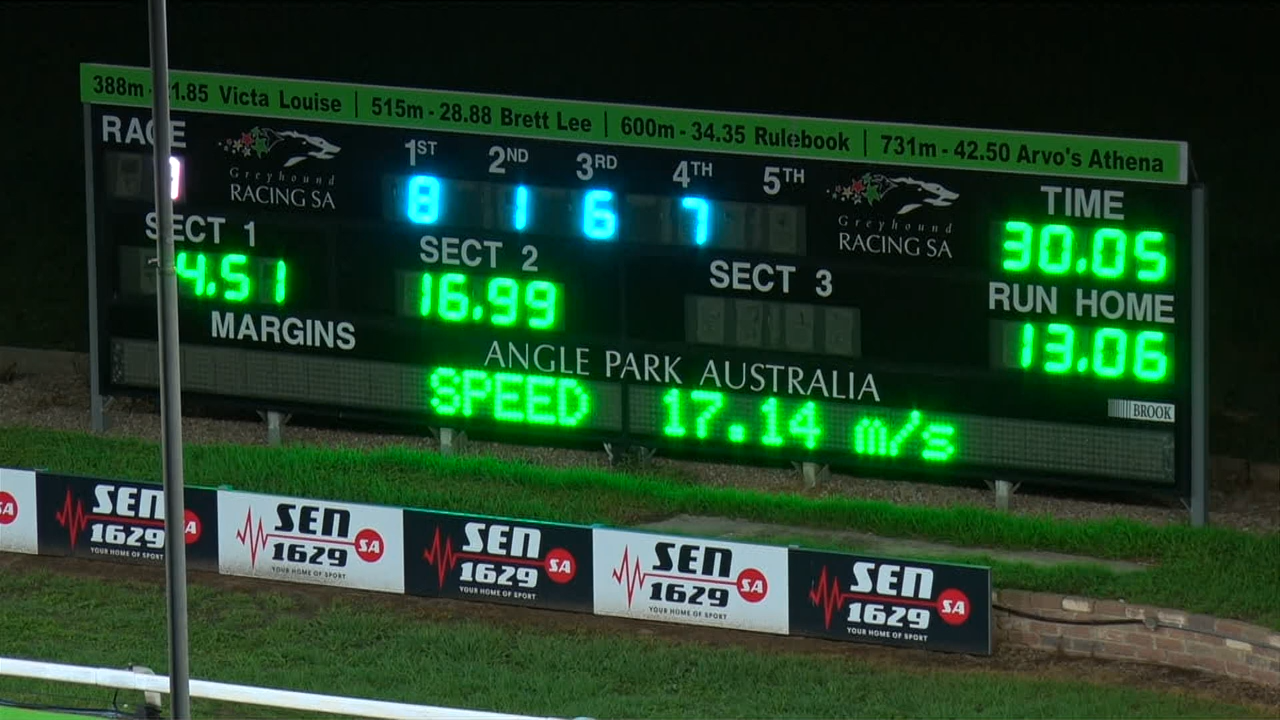 388m - 21.85 Victa Louise | 515m - 28.88 Brett Lee | 600m - 34.35 Rulebook | 731m - 42.50 Arvo's Athena
RACE
Greyhound
RACING SA
1ST 2ND 3RD 4TH 5TH
8 1 6 7
Greyhound
RACING SA
TIME
30.05
SECT 1
4.51
SECT 2
16.99
SECT 3
RUN HOME
13.06
MARGINS
ANGLE PARK AUSTRALIA
SPEED 17.14 m/s
BROOK
SA
SEN
1629 SA
YOUR HOME OF SPORT
SEN
1629 SA
YOUR HOME OF SPORT
SEN
1629 SA
YOUR HOME OF SPORT
SEN
1629 SA
YOUR HOME OF SPORT
SEN
1629 SA
YOUR HOME OF SPORT